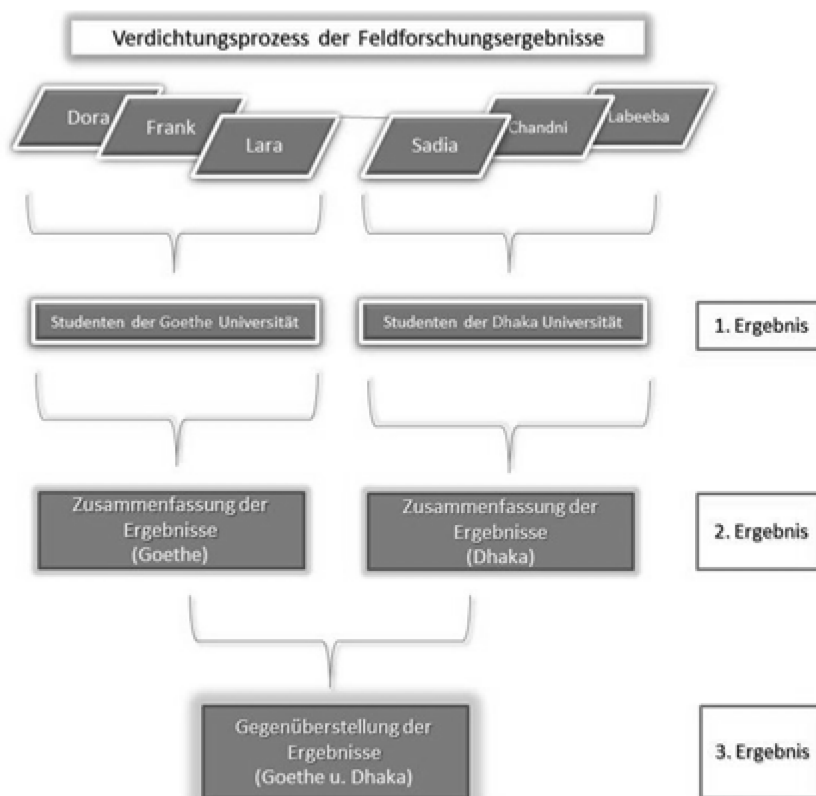 Verdichtungsprozess der Feldforschungsergebnisse
Dora
Frank
Lara
Sadia
Chandni
Labeeba
Studenten der Goethe Universität
Studenten der Dhaka Universität
1. Ergebnis
Zusammenfassung der
Ergebnisse
(Goethe)
Zusammenfassung der
Ergebnisse
(Dhaka)
2. Ergebnis
Gegenüberstellung der
Ergebnisse
(Goethe u. Dhaka)
3. Ergebnis